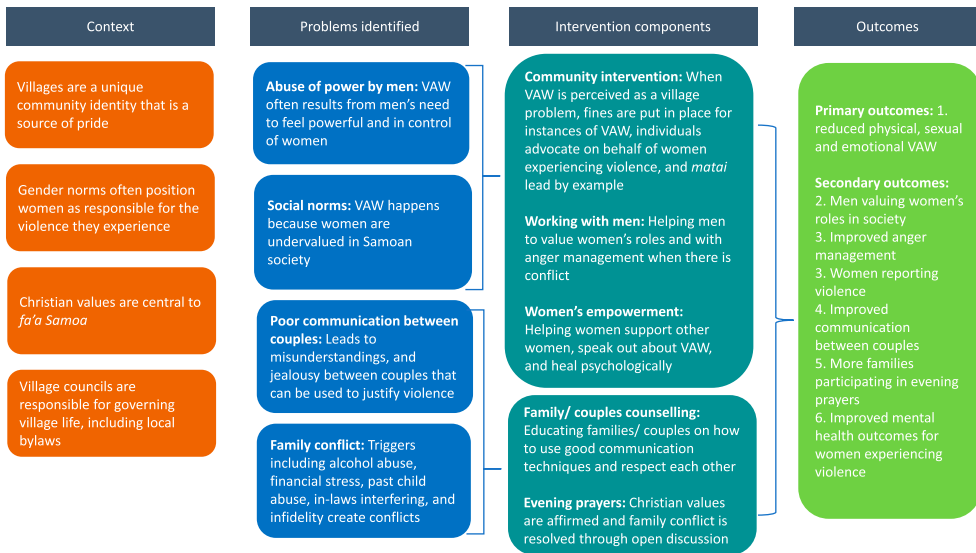 Context
Problems identified
Intervention components
Outcomes
Villages are a unique
community identity that is a
source of pride
Gender norms often position
women as responsible for the
violence they experience
Christian values are central to
fa’a Samoa
Village councils are
responsible for governing
village life, including local
bylaws
Abuse of power by men: VAW
often results from men’s need
to feel powerful and in control
of women
Social norms: VAW happens
because women are
undervalued in Samoan
society
Poor communication between
couples: Leads to
misunderstandings, and
jealousy between couples that
can be used to justify violence
Family conflict: Triggers
including alcohol abuse,
financial stress, past child
abuse, in-laws interfering, and
infidelity create conflicts
Community intervention: When
VAW is perceived as a village
problem, fines are put in place for
instances of VAW, individuals
advocate on behalf of women
experiencing violence, and matai
lead by example
Working with men: Helping men
to value women’s roles and with
anger management when there is
conflict
Women’s empowerment:
Helping women support other
women, speak out about VAW,
and heal psychologically
Family/ couples counselling:
Educating families/ couples on how
to use good communication
techniques and respect each other
Evening prayers: Christian values
are affirmed and family conflict is
resolved through open discussion
Primary outcomes: 1.
reduced physical, sexual
and emotional VAW
Secondary outcomes:
2. Men valuing women’s
roles in society
3. Improved anger
management
3. Women reporting
violence
4. Improved
communication
between couples
5. More families
participating in evening
prayers
6. Improved mental
health outcomes for
women experiencing
violence